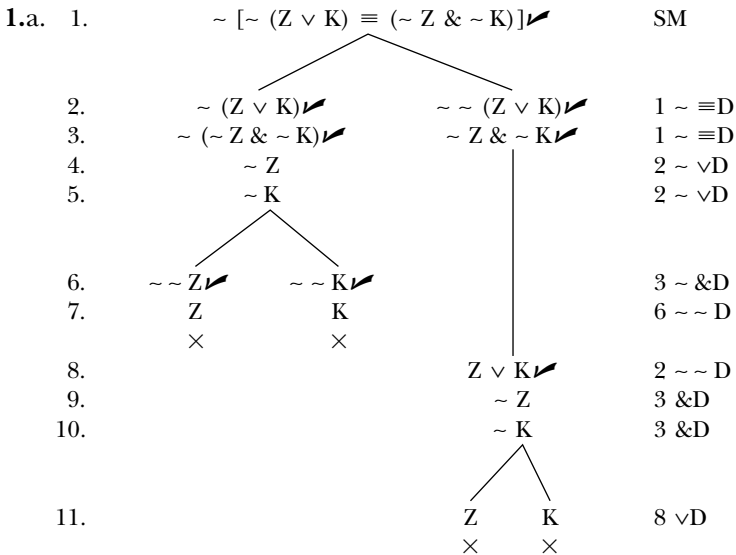 1.a. 1. ~ [~ (Z ∨ K) ≡ (~ Z & ~ K)]✓ SM
2. ~ (Z ∨ K)✓ ~ ~ (Z ∨ K)✓ 1 ~ ≡D
3. ~ (~ Z & ~ K)✓ ~ Z & ~ K✓ 1 ~ ≡D
4. ~ Z 2 ~ ∨D
5. ~ K 2 ~ ∨D
6. ~ ~ Z✓ ~ ~ K✓ 3 ~ &D
7. Z K 6 ~ ~ D
× ×
8. Z ∨ K✓ 2 ~ ~ D
9. ~ Z 3 &D
10. ~ K 3 &D
11. Z K 8 ∨D
× ×